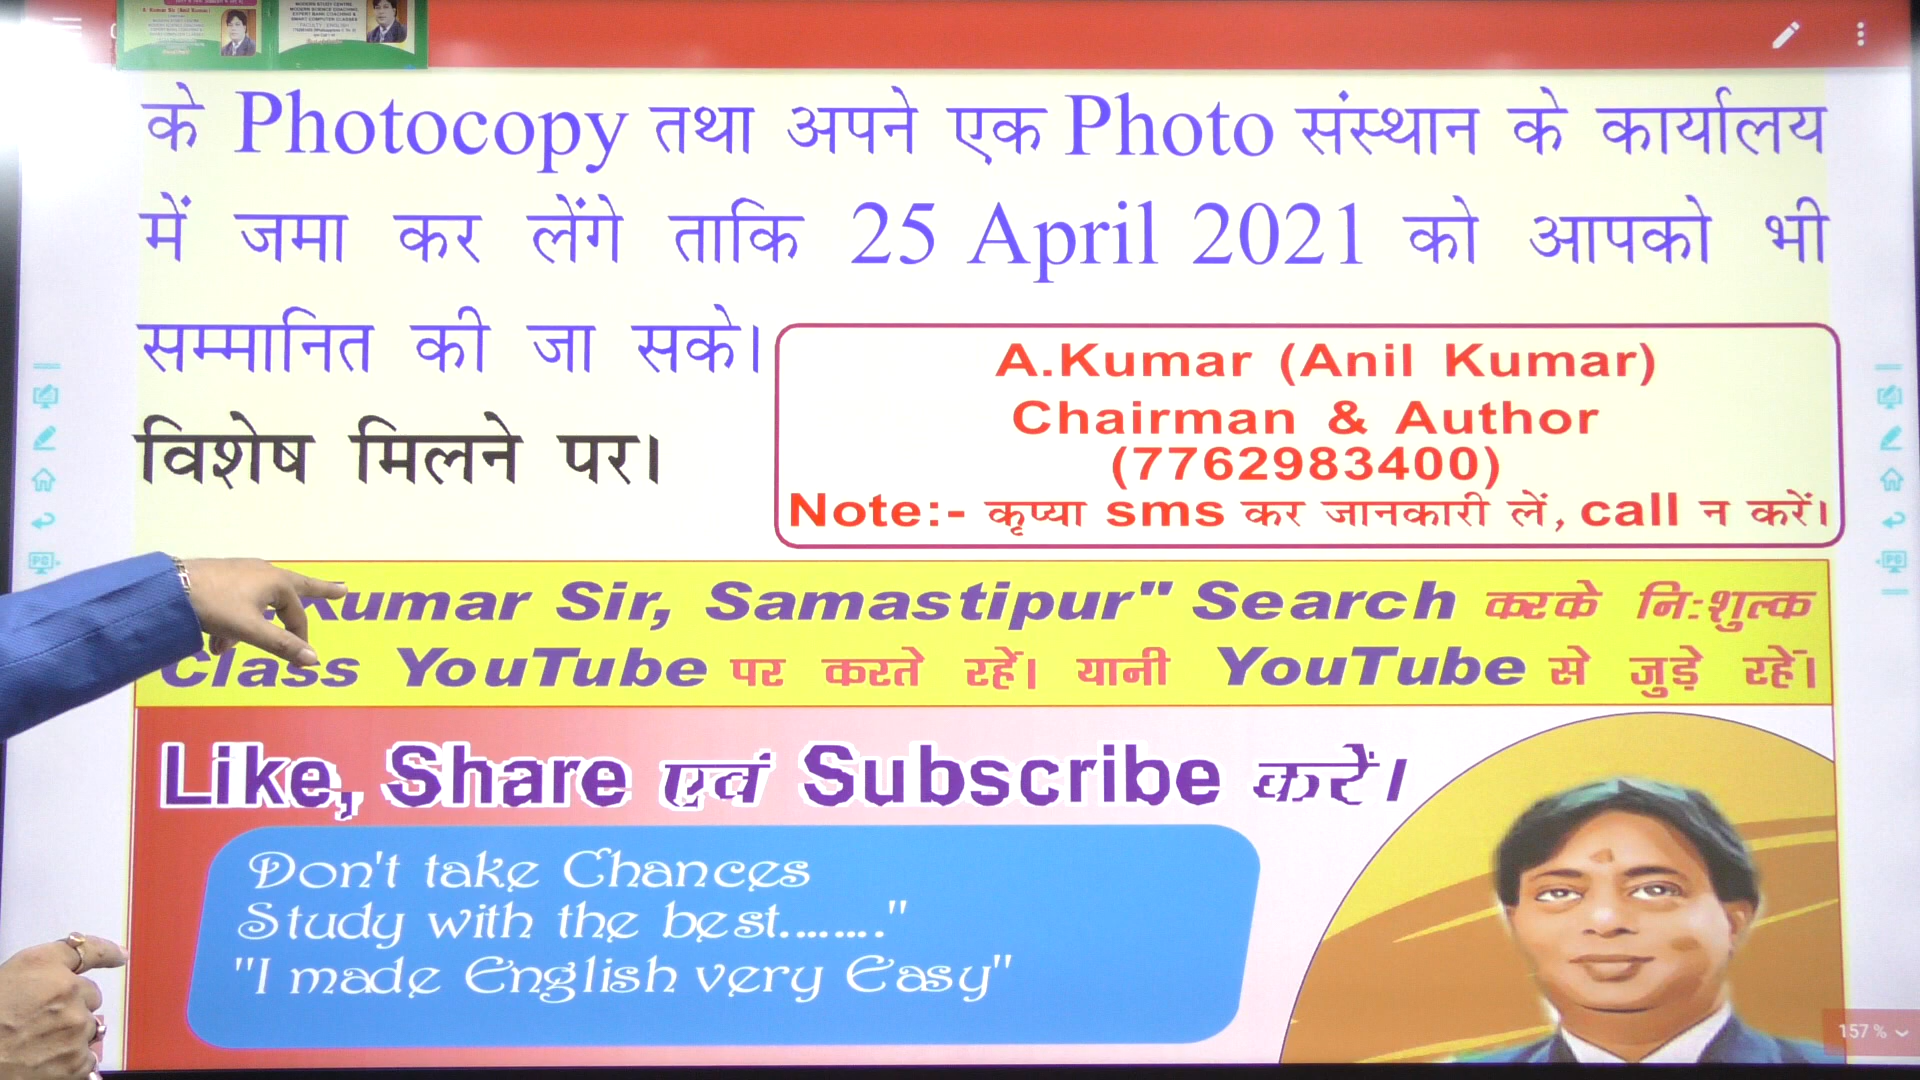 MODERN STUDY CENTRE
के Photocopy तथा अपने एक Photo संस्थान के कार्यालय
में जमा कर लेंगे ताकि 25 April 2021 को आपको भी
सम्मानित की जा सके।
विशेष मिलने पर।
A.Kumar (Anil Kumar)
Chairman & Author
(7762983400)
Note:- कृप्या sms कर जानकारी लें, call न करें।
Kumar Sir, Samastipur" Search करके नि:शुल्क
Class YouTube पर करते रहें। यानी YouTube से जुड़े रहें।
Like, Share एवं Subscribe करें।
Don't take Chances
Study with the best......."
"I made English very Easy"
157 %